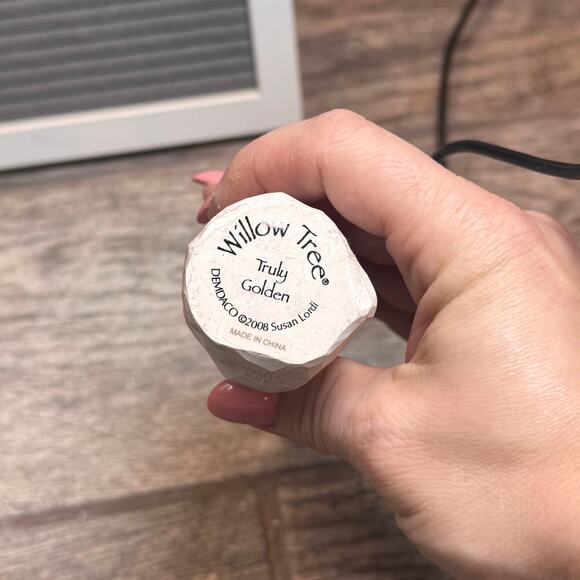 Willow Tree®
Truly
Golden
DEMDACO ©2008 Susan Lordi
MADE IN CHINA